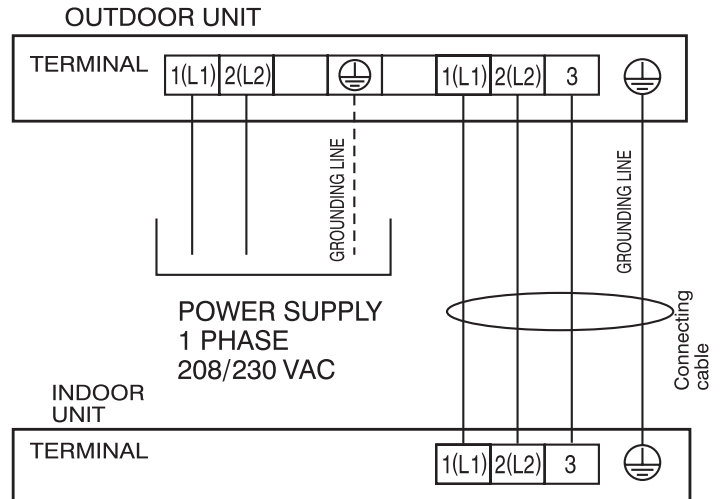 OUTDOOR UNIT
TERMINAL
1(L1) 2(L2) 1(L1) 2(L2) 3
GROUNDING LINE
GROUNDING LINE
POWER SUPPLY
1 PHASE
208/230 VAC
Connecting
cable
INDOOR
UNIT
TERMINAL
1(L1) 2(L2) 3